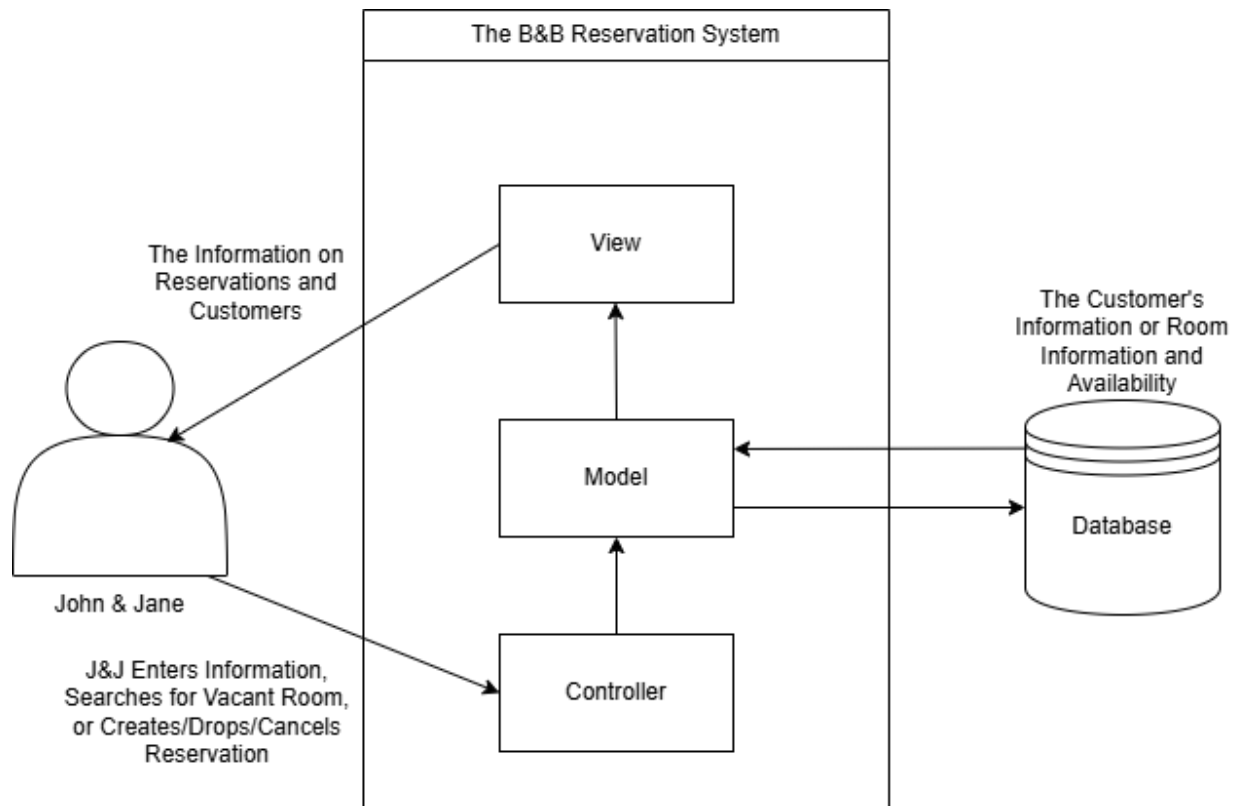 The B&B Reservation System
View
The Information on
Reservations and
Customers
The Customer's
Information or Room
Information and
Availability
Model
Database
John & Jane
J&J Enters Information,
Searches for Vacant Room,
or Creates/Drops/Cancels
Reservation
Controller